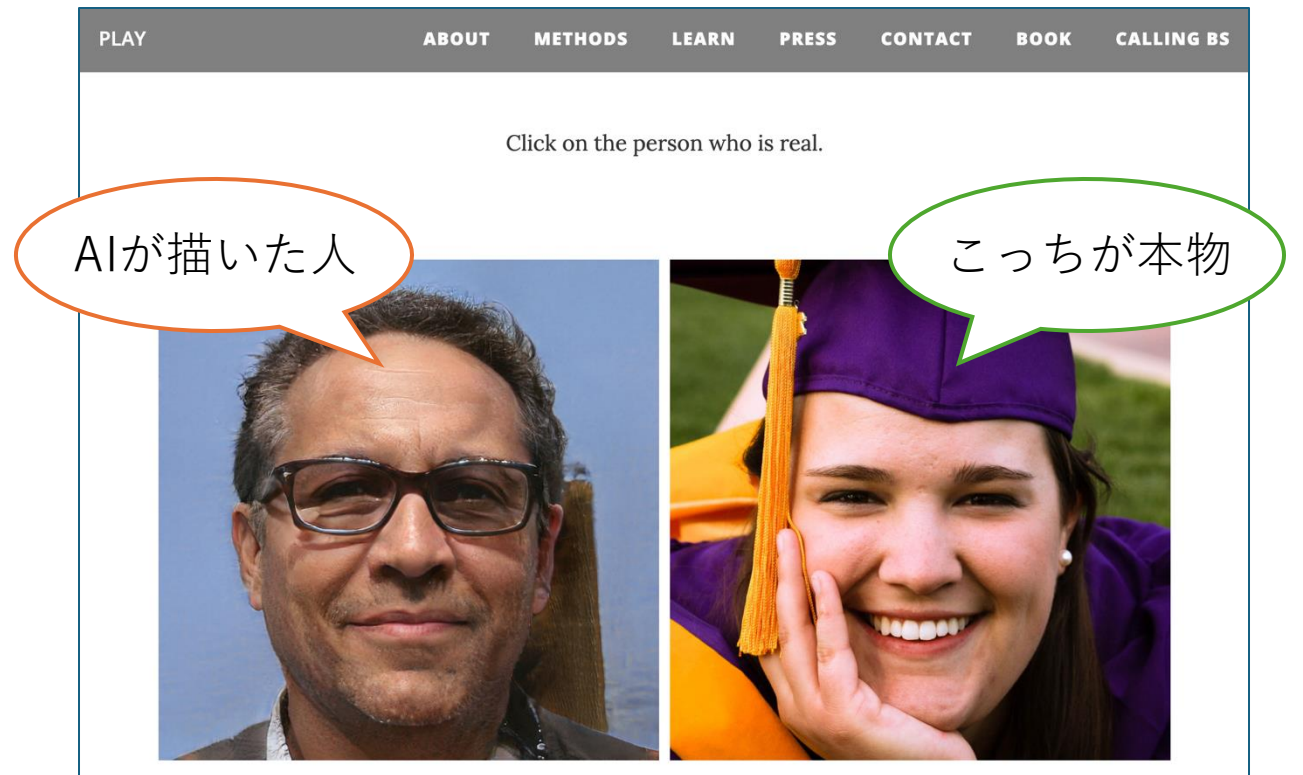 PLAY ABOUT METHODS LEARN PRESS CONTACT BOOK CALLING BS
Click on the person who is real.
AIが描いた人
こっちが本物